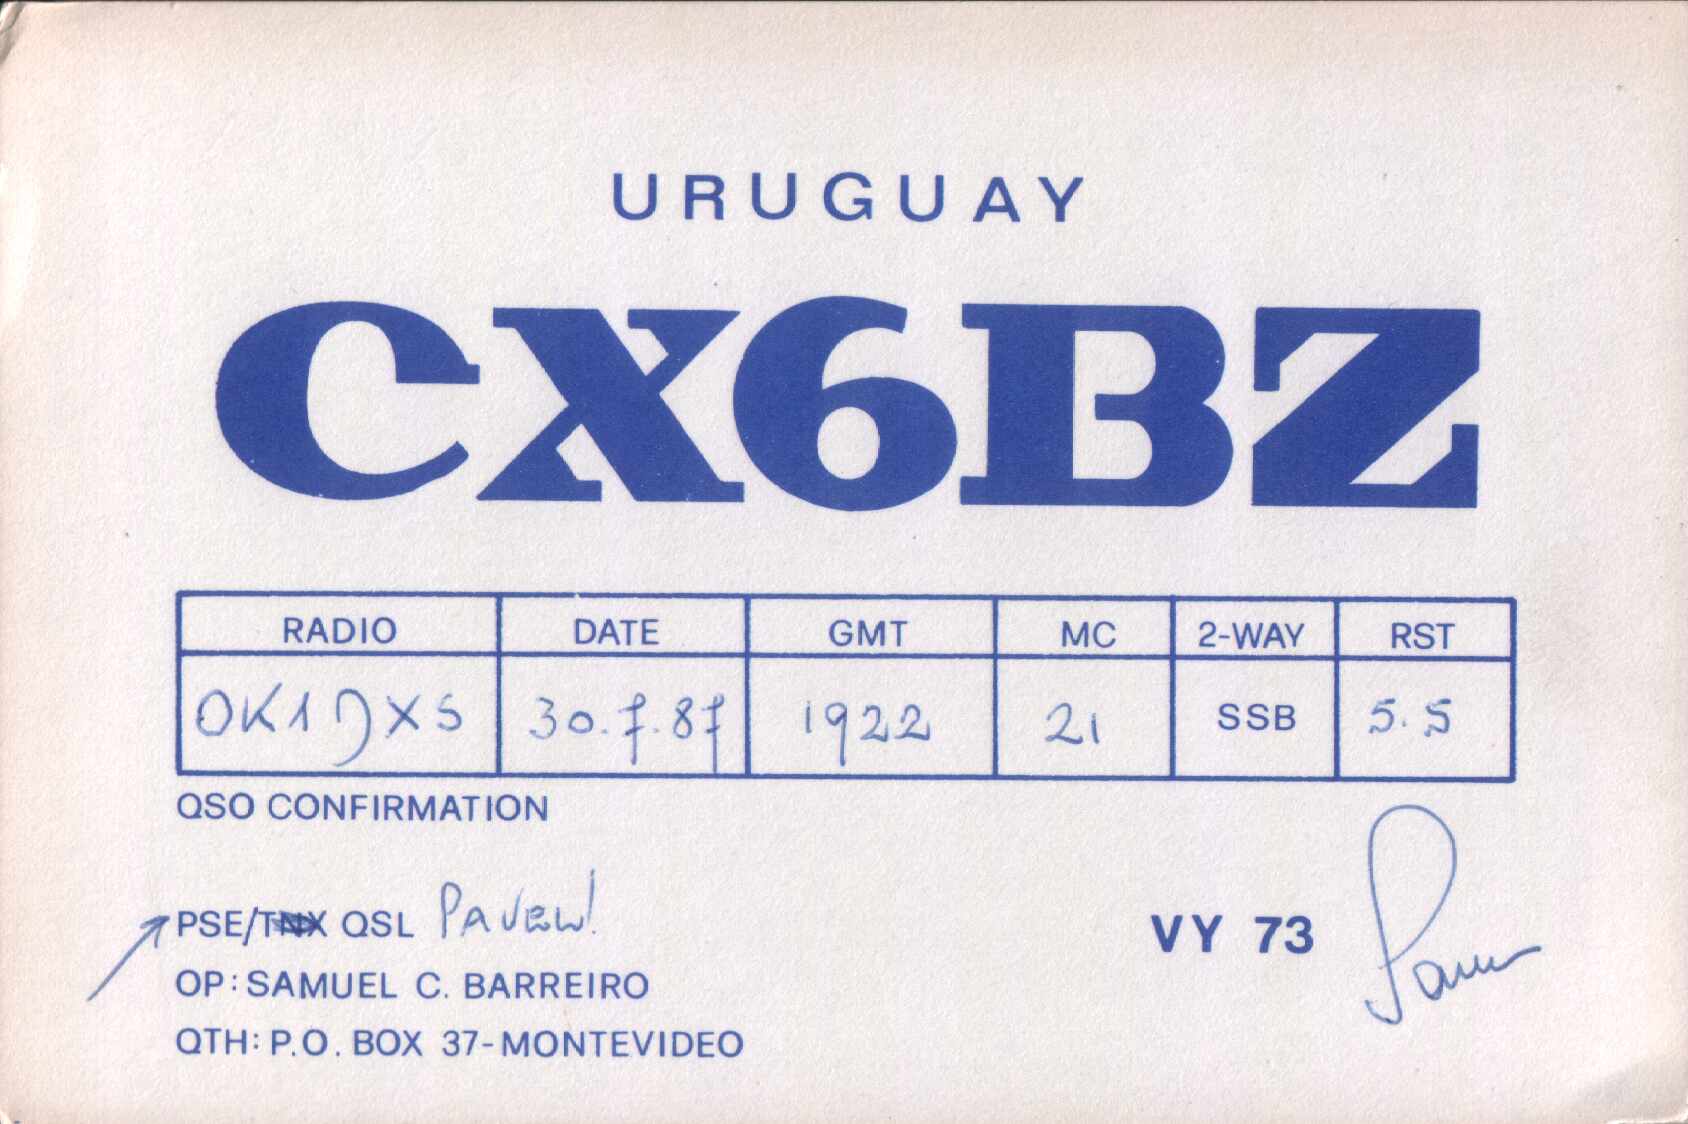 URUGUAY
CX6BZ
RADIO DATE GMT MC 2-WAY RST
OK1DXS 30.7.87 1922 21 SSB 5.5
QSO CONFIRMATION
PSE/TNX QSL PAVEL!
VY 73
OP: SAMUEL C. BARREIRO
QTH: P.O. BOX 37-MONTEVIDEO